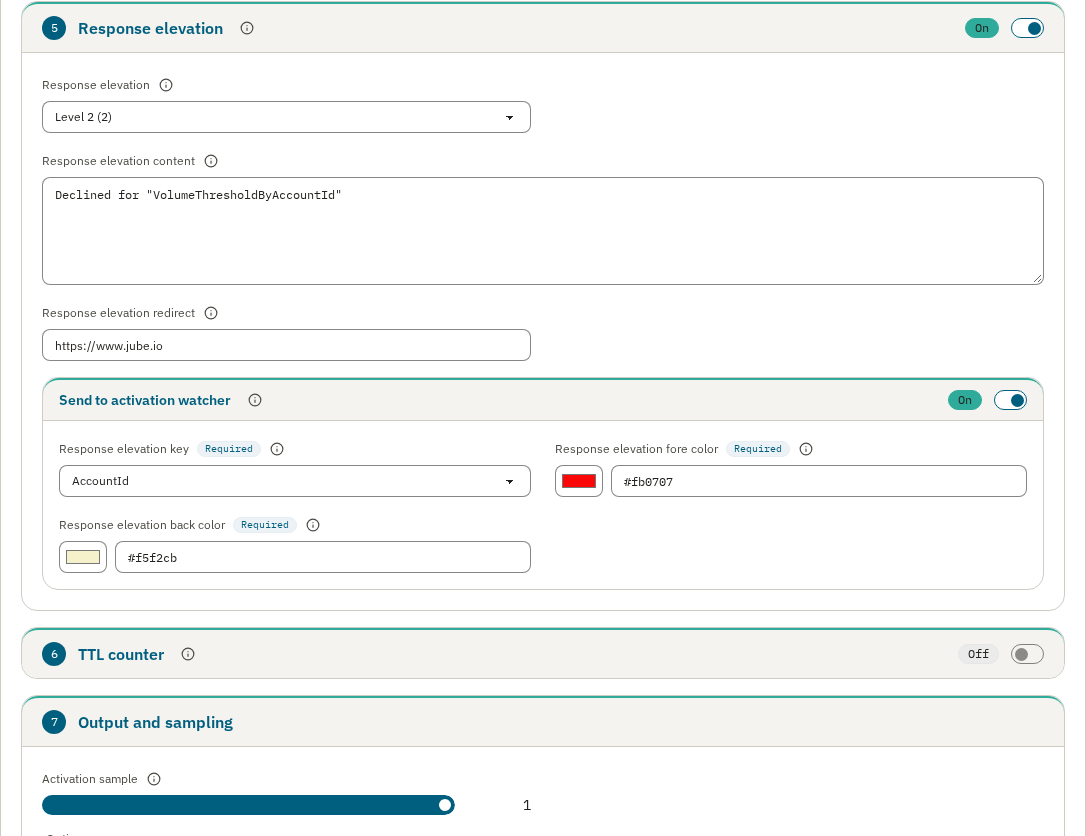 5 Response elevation On
Response elevation
Level 2 (2)
Response elevation content
Declined for "VolumeThresholdByAccountId"
Response elevation redirect
https://www.jube.io
Send to activation watcher On
Response elevation key Required
AccountId
Response elevation fore color Required
#fb0707
Response elevation back color Required
#f5f2cb
6 TTL counter Off
7 Output and sampling
Activation sample
1